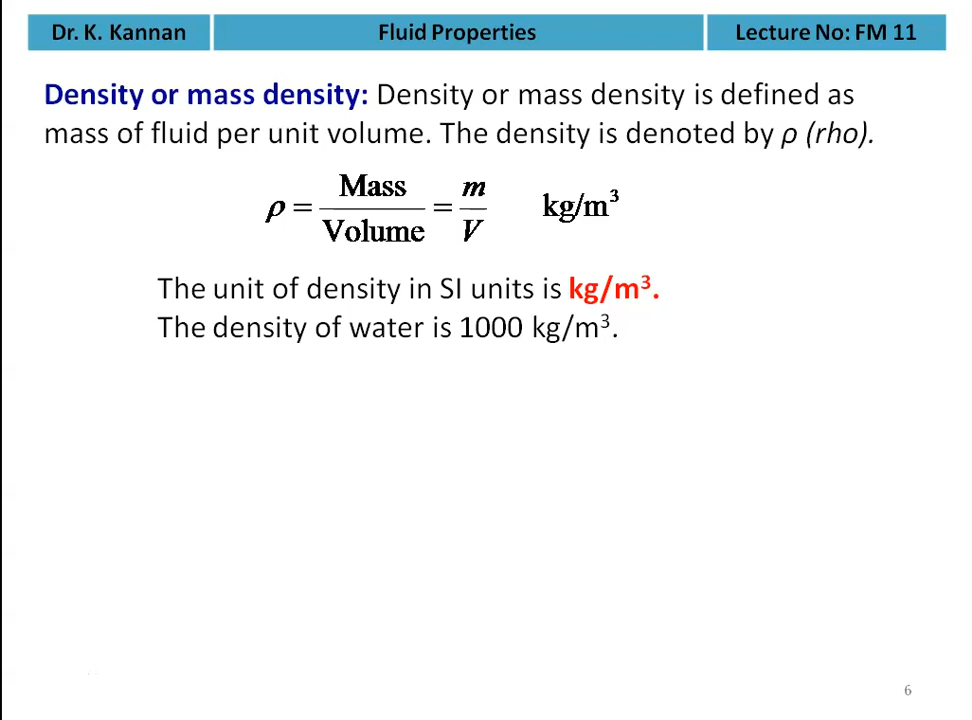 Dr. K. Kannan Fluid Properties Lecture No: FM 11
Density or mass density: Density or mass density is defined as
mass of fluid per unit volume. The density is denoted by ρ (rho).
ρ = Mass / Volume = m / V kg/m³
The unit of density in SI units is kg/m³.
The density of water is 1000 kg/m³.
6